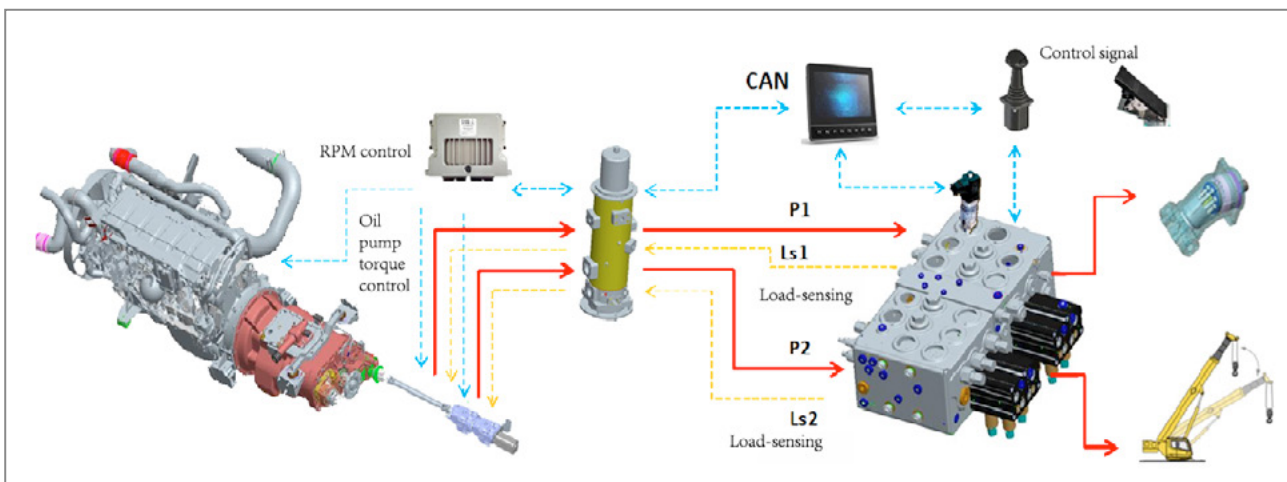 Control signal
CAN
RPM control
P1
Oil
pump
torque
control
Ls1
Load-sensing
P2
Ls2
Load-sensing